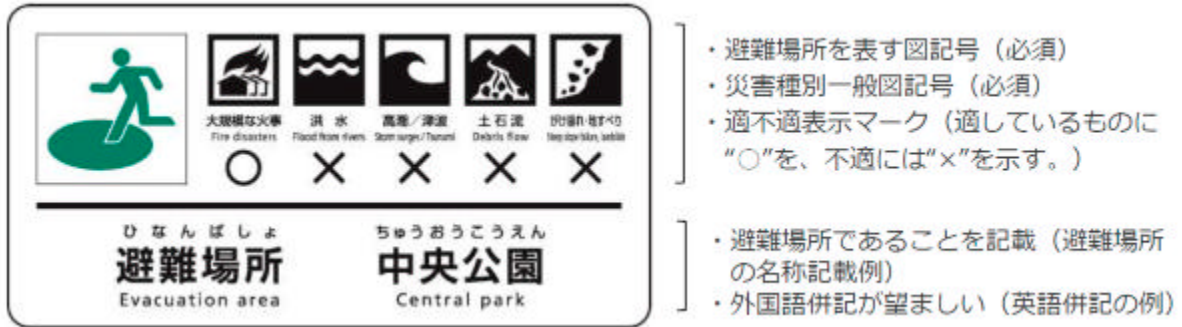 大規模な火事
Fire disasters
洪水
Flood from rivers
高潮／津波
Storm surges/Tsunami
土石流
Debris flow
崖崩れ・地すべり
○ × × × ×
ひなんばしょ
避難場所
Evacuation area
ちゅうおうこうえん
中央公園
Central park
・避難場所を表す図記号（必須）
・災害種別一般図記号（必須）
・適不適表示マーク（適しているものに
“○”を、不適には“×”を示す。）
・避難場所であることを記載（避難場所
の名称記載例）
・外国語併記が望ましい（英語併記の例）